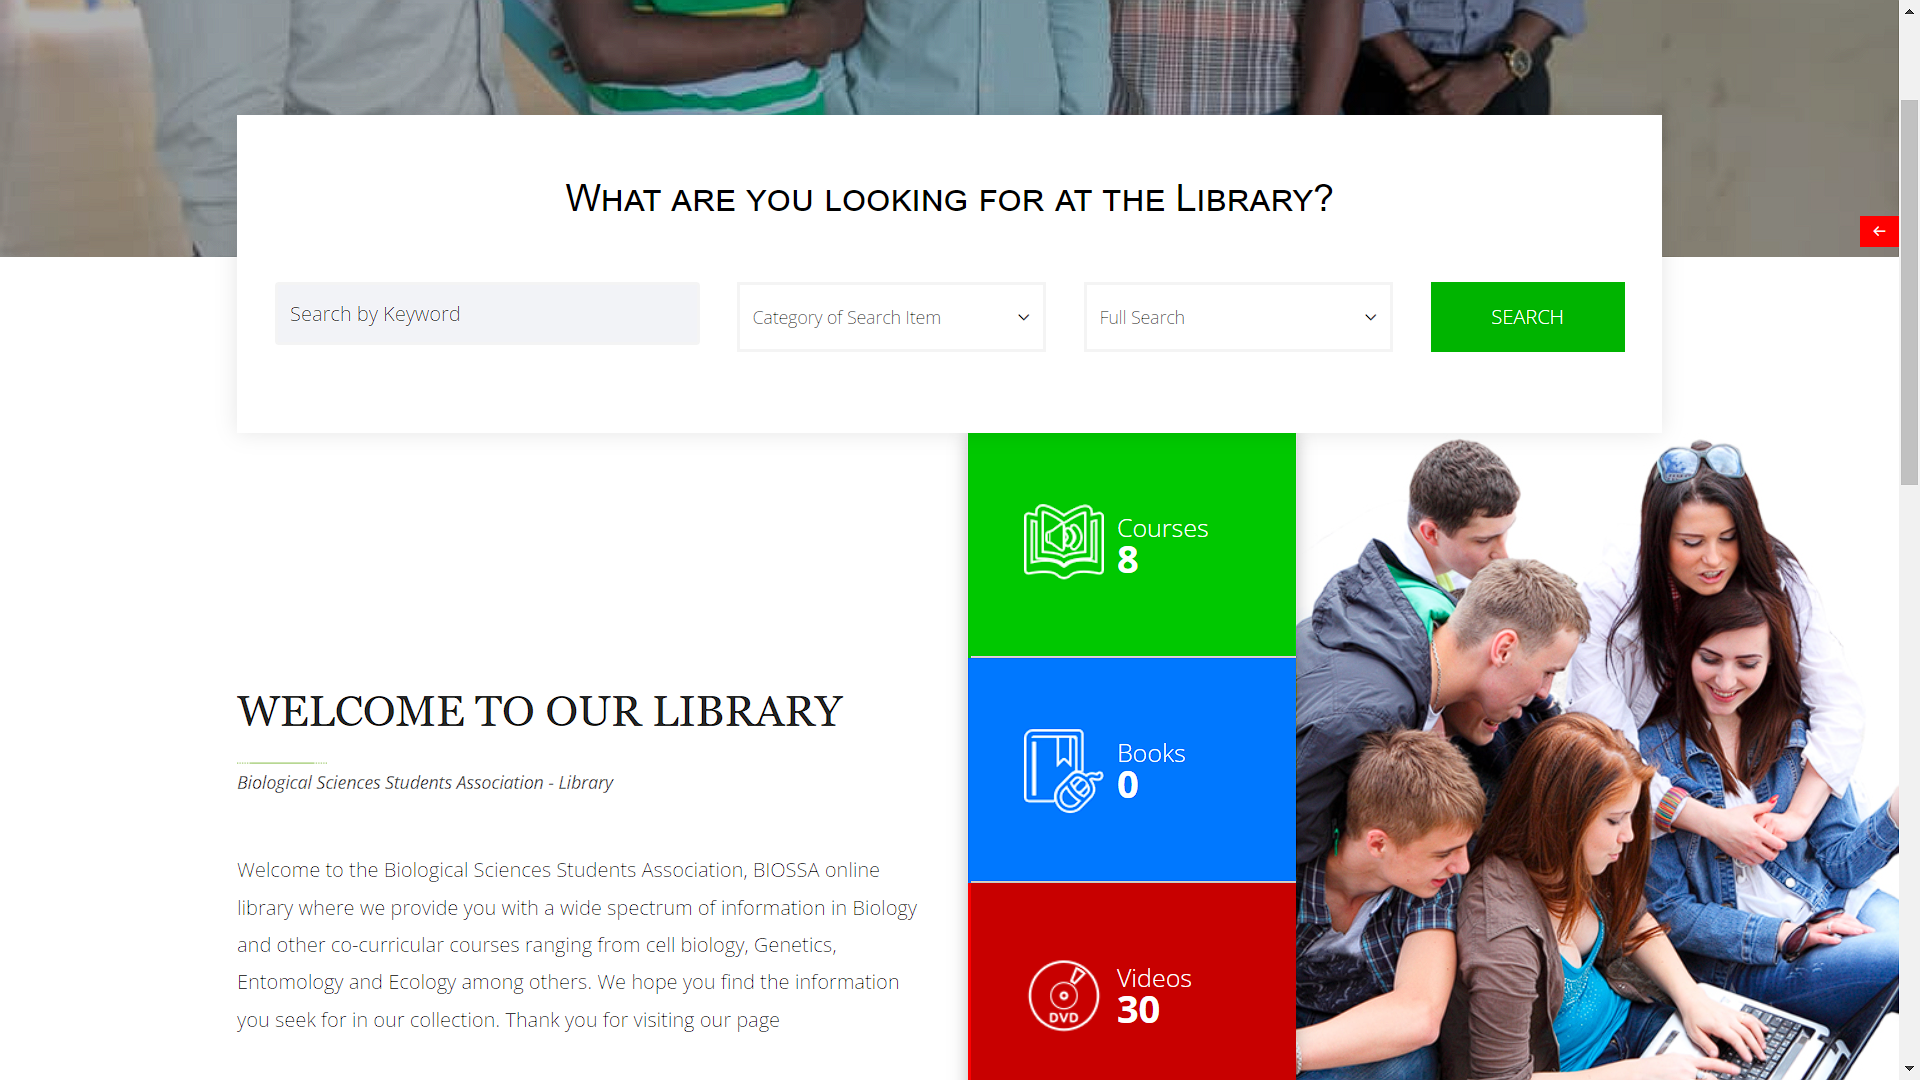 What are you looking for at the Library?
Search by Keyword
Category of Search Item
Full Search
SEARCH
Courses
8
Books
0
DVD
Videos
30
WELCOME TO OUR LIBRARY
Biological Sciences Students Association - Library
Welcome to the Biological Sciences Students Association, BIOSSA online
library where we provide you with a wide spectrum of information in Biology
and other co-curricular courses ranging from cell biology, Genetics,
Entomology and Ecology among others. We hope you find the information
you seek for in our collection. Thank you for visiting our page